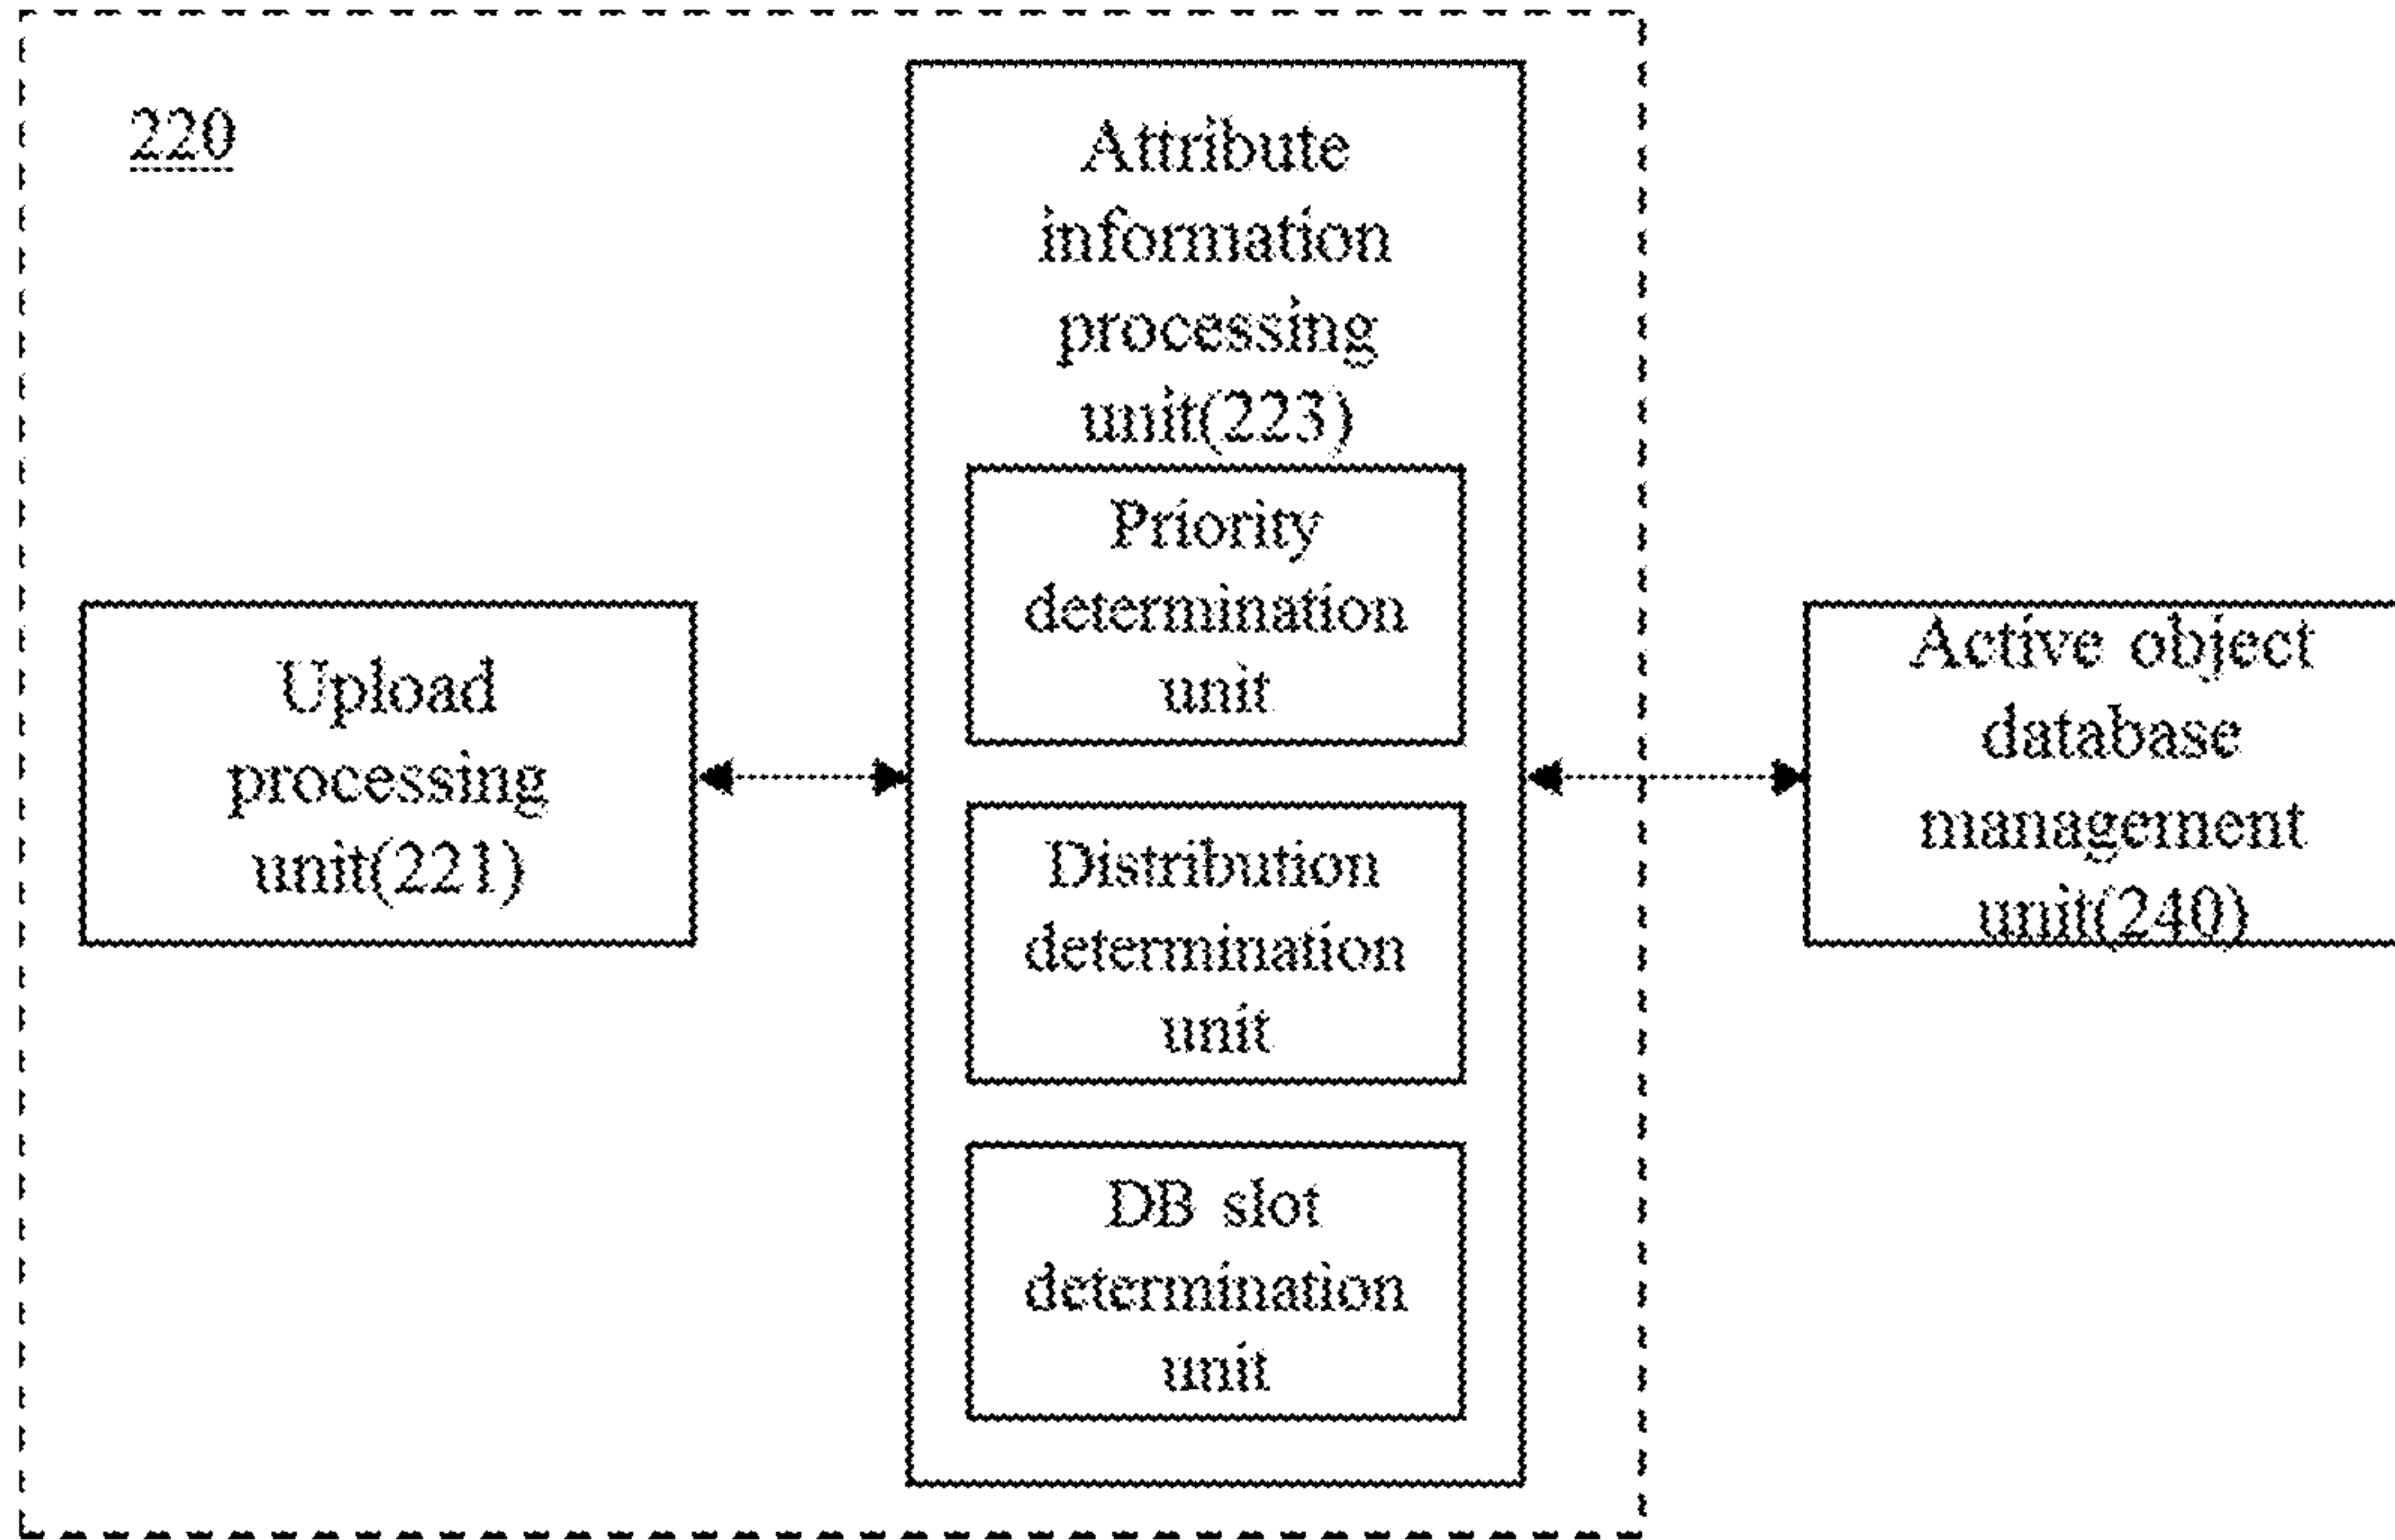 220
Attribute
information
processing
unit(223)
Priority
determination
unit
Upload
processing
unit(221)
Distribution
determination
unit
DB slot
determination
unit
Active object
database
management
unit(240)